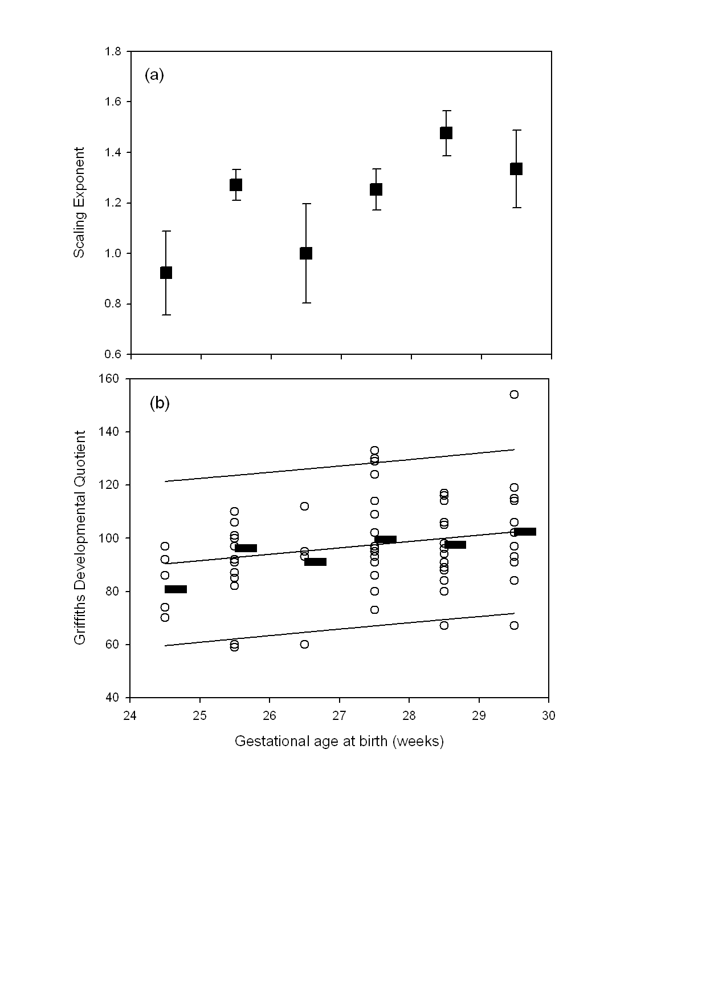 (a)
Scaling Exponent
1.8
1.6
1.4
1.2
1.0
0.8
0.6
(b)
Griffiths Developmental Quotient
160
140
120
100
80
60
40
24 25 26 27 28 29 30
Gestational age at birth (weeks)